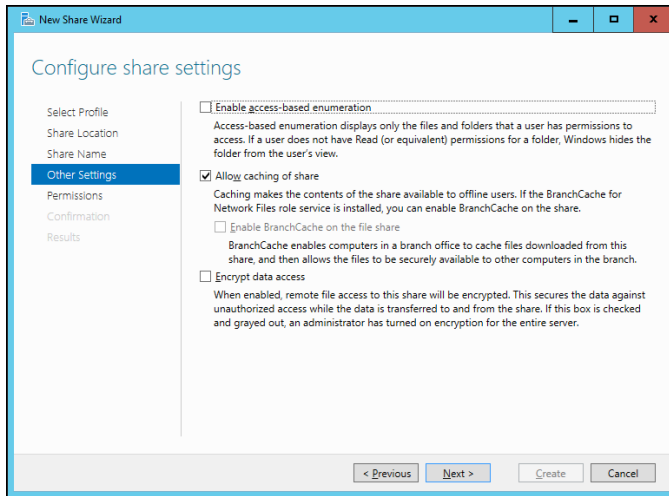 New Share Wizard
Configure share settings
Select Profile
Share Location
Share Name
Other Settings
Permissions
Confirmation
Results
Enable access-based enumeration
Access-based enumeration displays only the files and folders that a user has permissions to
access. If a user does not have Read (or equivalent) permissions for a folder, Windows hides the
folder from the user's view.
Allow caching of share
Caching makes the contents of the share available to offline users. If the BranchCache for
Network Files role service is installed, you can enable BranchCache on the share.
Enable BranchCache on the file share
BranchCache enables computers in a branch office to cache files downloaded from this
share, and then allows the files to be securely available to other computers in the branch.
Encrypt data access
When enabled, remote file access to this share will be encrypted. This secures the data against
unauthorized access while the data is transferred to and from the share. If this box is checked
and grayed out, an administrator has turned on encryption for the entire server.
< Previous
Next >
Create
Cancel